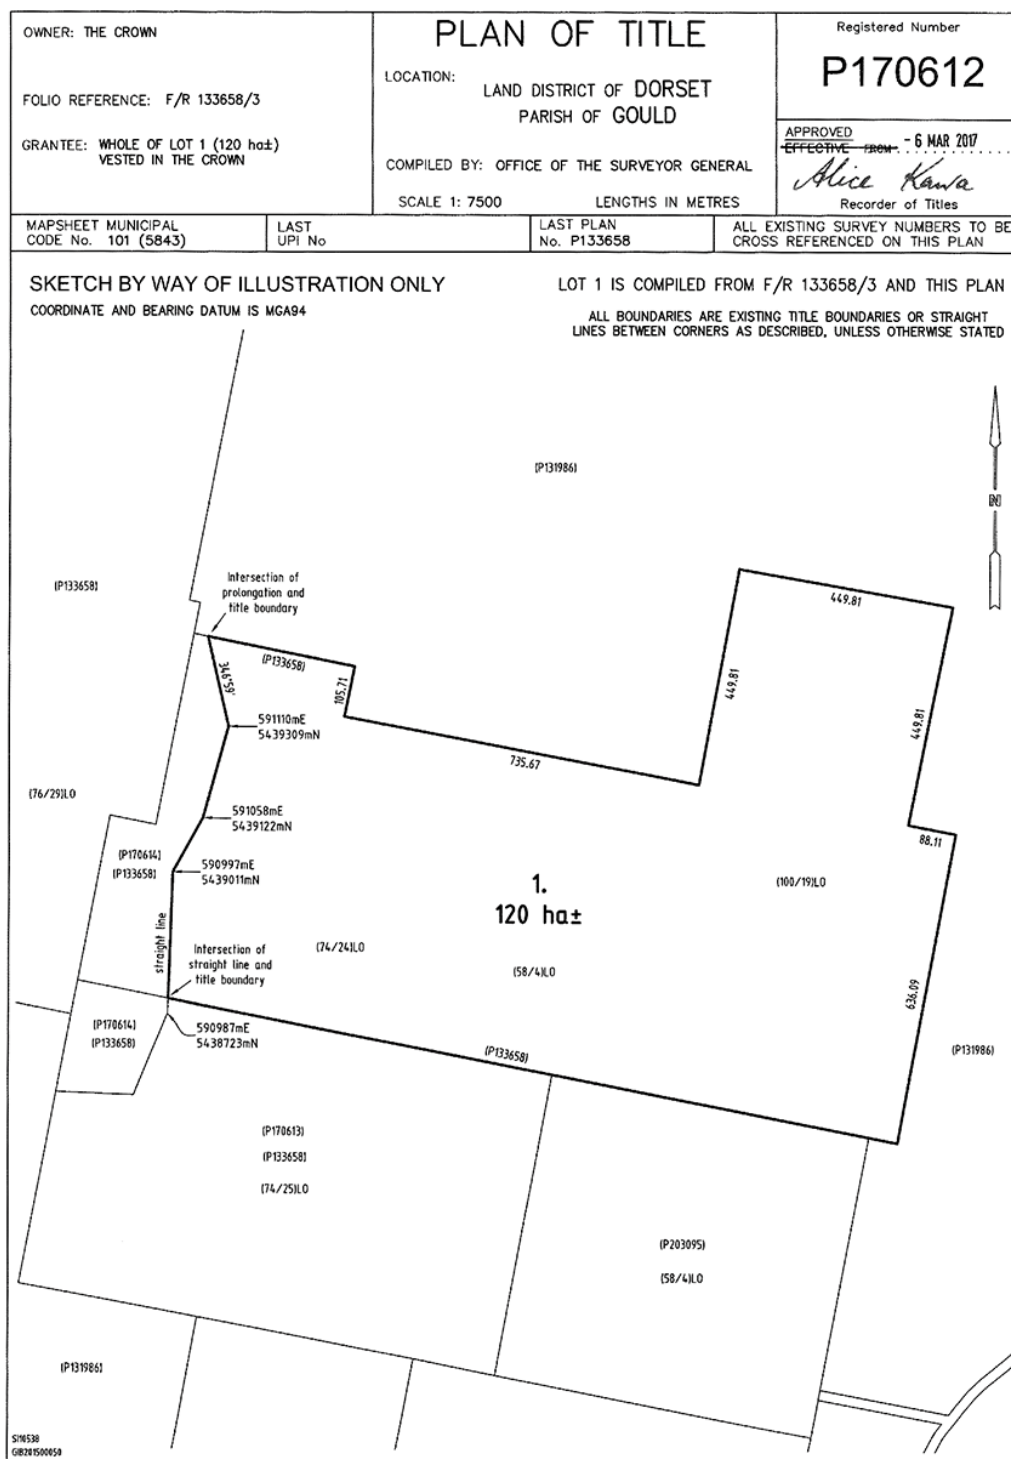 OWNER: THE CROWN
FOLIO REFERENCE: F/R 133658/3
GRANTEE: WHOLE OF LOT 1 (120 ha±)
VESTED IN THE CROWN
PLAN OF TITLE
LOCATION:
LAND DISTRICT OF DORSET
PARISH OF GOULD
COMPILED BY: OFFICE OF THE SURVEYOR GENERAL
SCALE 1: 7500 LENGTHS IN METRES
Registered Number
P170612
APPROVED
EFFECTIVE FROM - 6 MAR 2017
Alice Kawa
Recorder of Titles
MAPSHEET MUNICIPAL
CODE No. 101 (5843)
LAST
UPI No
LAST PLAN
No. P133658
ALL EXISTING SURVEY NUMBERS TO BE
CROSS REFERENCED ON THIS PLAN
SKETCH BY WAY OF ILLUSTRATION ONLY
COORDINATE AND BEARING DATUM IS MGA94
LOT 1 IS COMPILED FROM F/R 133658/3 AND THIS PLAN
ALL BOUNDARIES ARE EXISTING TITLE BOUNDARIES OR STRAIGHT
LINES BETWEEN CORNERS AS DESCRIBED, UNLESS OTHERWISE STATED
(P131986)
N
(P133658)
Intersection of
prolongation and
title boundary
449.81
(P133658)
346°59'
105.71
449.81
449.81
591110mE
5439309mN
735.67
(76/29)LO
591058mE
5439122mN
88.11
(P170614)
(P133658)
590997mE
5439011mN
1.
120 ha±
(100/19)LO
straight line
Intersection of
straight line and
title boundary
(74/24)LO
(58/4)LO
636.09
(P170614)
(P133658)
590987mE
5438723mN
(P133658)
(P131986)
(P170613)
(P133658)
(74/25)LO
(P203095)
(58/4)LO
(P131986)
S110538
GIB201500050